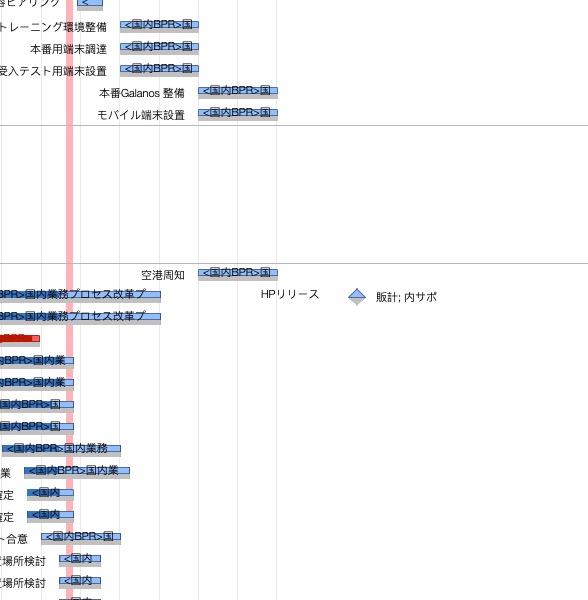 ヒアリング <
トレーニング環境整備 <国内BPR>国
本番用端末調達 <国内BPR>国
受入テスト用端末設置 <国内BPR>国
本番Galanos 整備 <国内BPR>国
モバイル端末設置 <国内BPR>国
空港周知 <国内BPR>国
BPR>国内業務プロセス改革プ HPリリース 販計; 内サポ
BPR>国内業務プロセス改革プ
内BPR>国内業
内BPR>国内業
国内BPR>国
国内BPR>国
<国内BPR>国内業務
業 <国内BPR>国内業
確定 <国内
確定 <国内
ト合意 <国内BPR>国
場所検討 <国内
場所検討 <国内